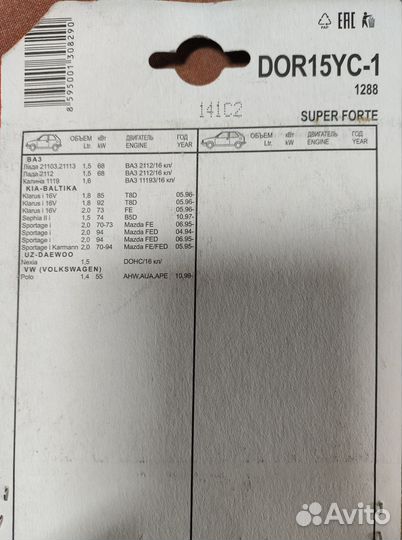 8595001308290
PAP
EAC
DOR15YC-1
1288
141C2
SUPER FORTE
ОБЪЕМ Ltr. кВт kW ДВИГАТЕЛЬ ENGINE ГОД YEAR ОБЪЕМ Ltr. кВт kW ДВИГАТЕЛЬ ENGINE ГОД YEAR
ВАЗ
Лада 21103,21113 1,5 68 ВАЗ 2112/16 кл/
Лада 2112 1,5 68 ВАЗ 2112/16 кл/
Калина 1119 1,6 ВАЗ 11193/16 кл/
KIA-BALTIKA
Klarus i 16V 1,8 85 T8D 05.96-
Klarus i 16V 1,8 92 T8D 05.96-
Klarus i 16V 2,0 73 FE 05.96-
Sephia II i 1,5 74 B5D 10,97-
Sportage i 2,0 70-73 Mazda FE 06.95-
Sportage i 2,0 94 Mazda FED 04.94-
Sportage i 2,0 94 Mazda FED 06.95-
Sportage i Karmann 2,0 70-94 Mazda FE/FED 05.95-
UZ-DAEWOO
Nexia 1,5 DOHC/16 кл/
VW (VOLKSWAGEN)
Polo 1,4 55 AHW,AUA,APE 10,98-
Avito